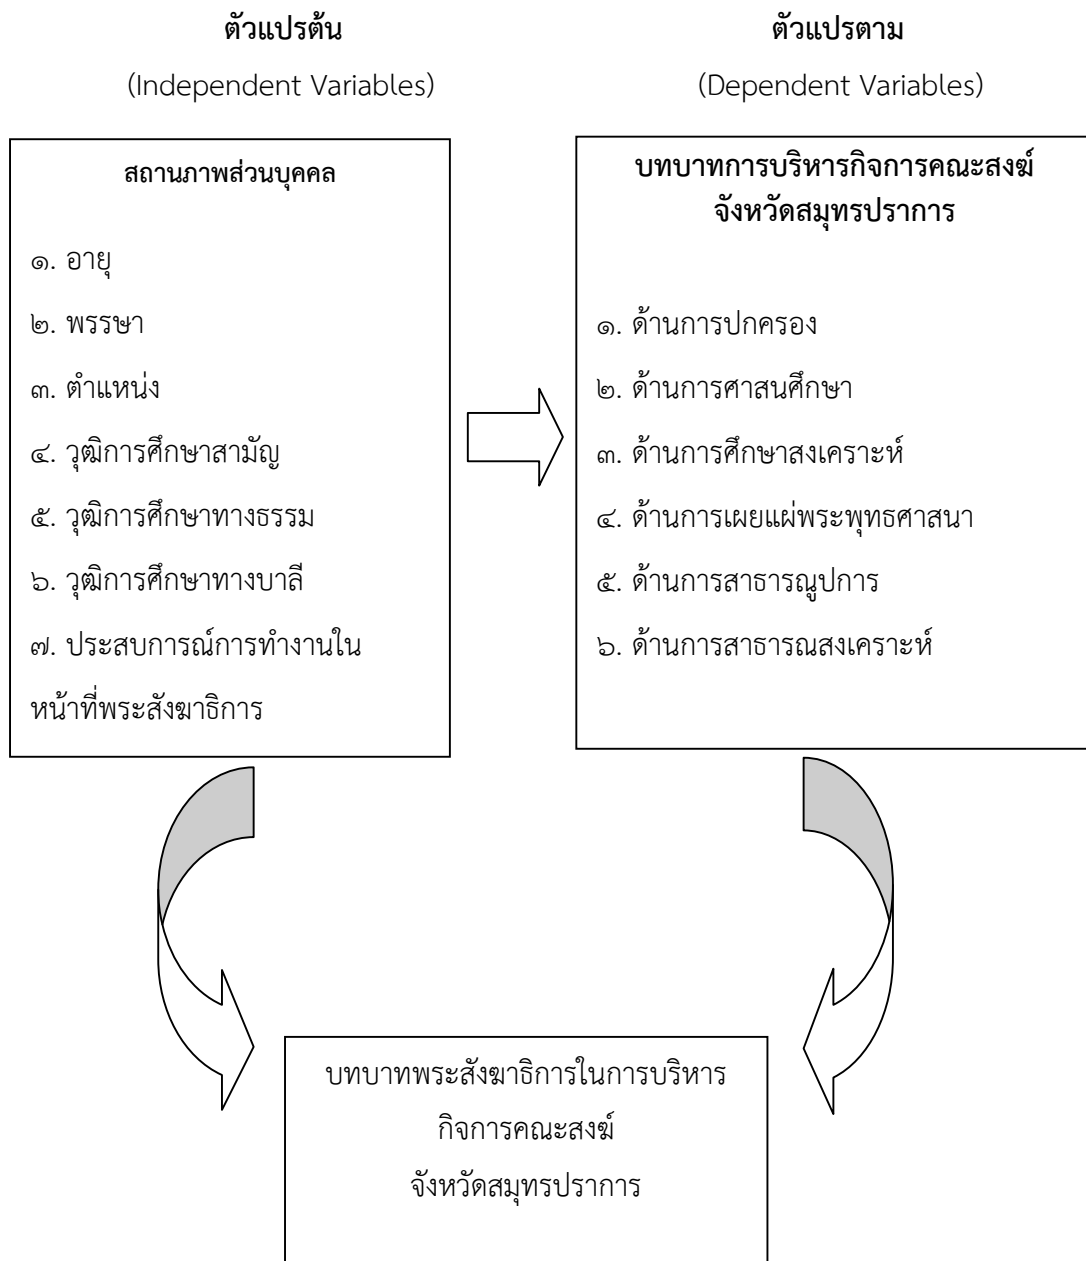 ตัวแปรต้น
(Independent Variables)
สถานภาพส่วนบุคคล
๑. อายุ
๒. พรรษา
๓. ตำแหน่ง
๔. วุฒิการศึกษาสามัญ
๕. วุฒิการศึกษาทางธรรม
๖. วุฒิการศึกษาทางบาลี
๗. ประสบการณ์การทำงานใน
หน้าที่พระสังฆาธิการ
ตัวแปรตาม
(Dependent Variables)
บทบาทการบริหารกิจการคณะสงฆ์
จังหวัดสมุทรปราการ
๑. ด้านการปกครอง
๒. ด้านการศาสนศึกษา
๓. ด้านการศึกษาสงเคราะห์
๔. ด้านการเผยแผ่พระพุทธศาสนา
๕. ด้านการสาธารณูปการ
๖. ด้านการสาธารณสงเคราะห์
บทบาทพระสังฆาธิการในการบริหาร
กิจการคณะสงฆ์
จังหวัดสมุทรปราการ